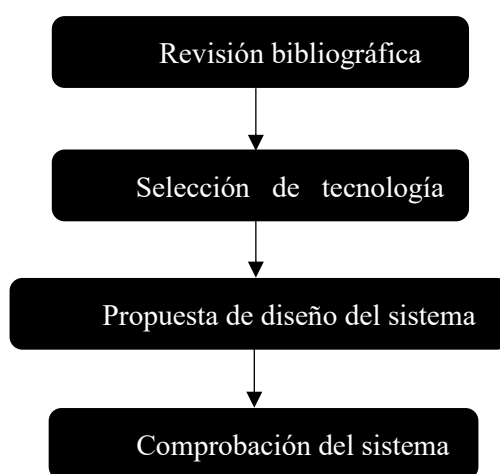 Revisión bibliográfica
Selección de tecnología
Propuesta de diseño del sistema
Comprobación del sistema